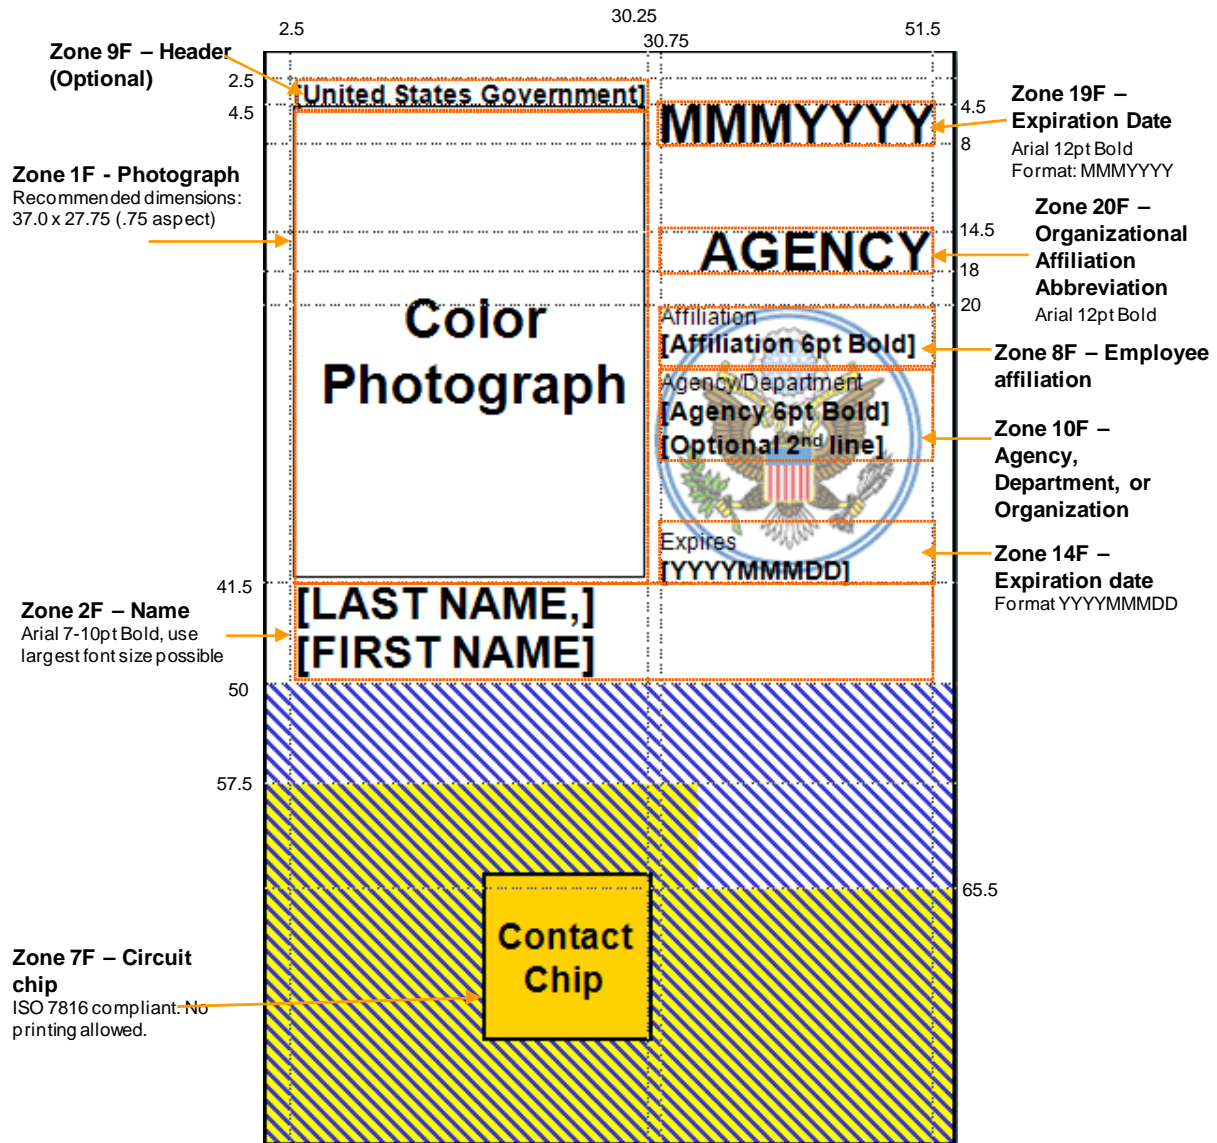 2.5
30.25
30.75
51.5
Zone 9F – Header
(Optional)
2.5
4.5
[United States Government]
MMMYYYY
4.5
8
Zone 19F –
Expiration Date
Arial 12pt Bold
Format: MMMYYYY
Zone 1F - Photograph
Recommended dimensions:
37.0 x 27.75 (.75 aspect)
AGENCY
14.5
18
20
Zone 20F –
Organizational
Affiliation
Abbreviation
Arial 12pt Bold
Color
Photograph
Affiliation
[Affiliation 6pt Bold]
Zone 8F – Employee
affiliation
Agency/Department
[Agency 6pt Bold]
[Optional 2nd line]
Zone 10F –
Agency,
Department, or
Organization
Expires
[YYYYMMMDD]
Zone 14F –
Expiration date
Format YYYYMMMDD
41.5
Zone 2F – Name
Arial 7-10pt Bold, use
largest font size possible
[LAST NAME,]
[FIRST NAME]
50
57.5
65.5
Contact
Chip
Zone 7F – Circuit
chip
ISO 7816 compliant. No
printing allowed.